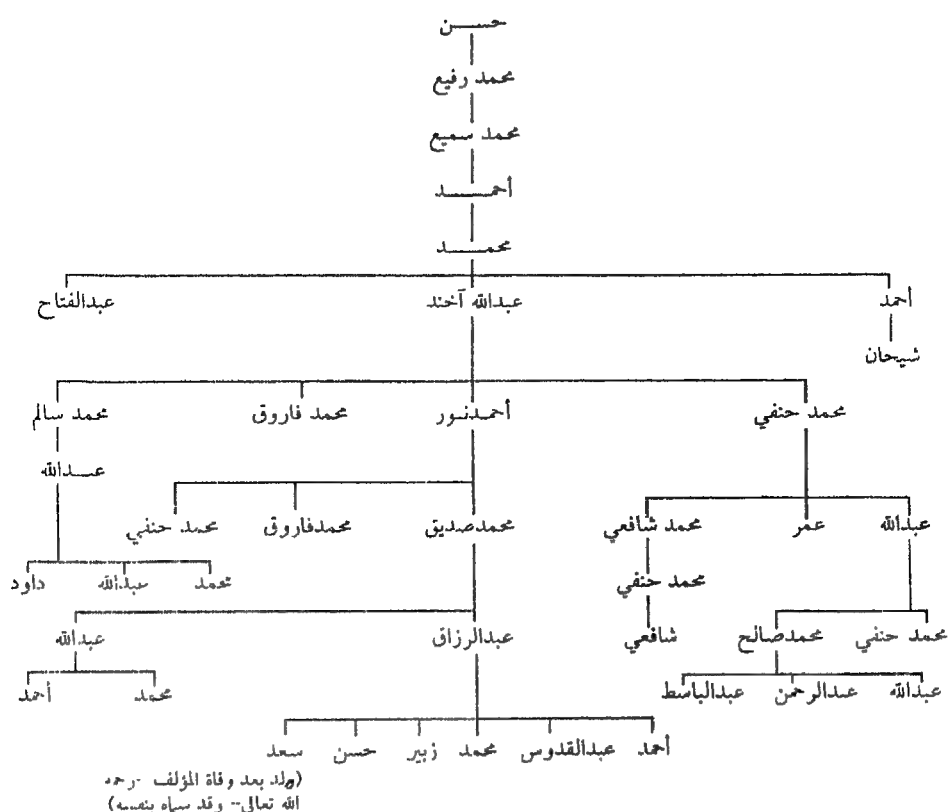 حسن
محمد رفيع
محمد سميع
أحمد
محمد
أحمد عبدالله آخند عبدالفتاح
شيحان
محمد حنفي أحمدنور محمد فاروق محمد سالم
عبدالله
عبدالله عمر محمد شافعي محمدصديق محمدفاروق محمد حنفي
محمد عبدالله داود
محمد حنفي
محمد حنفي محمدصالح شافعي عبدالرزاق عبدالله
عبدالله عبدالرحمن عبدالباسط محمد أحمد
أحمد عبدالقدوس محمد زبير حسن سعد
(ولد بعد وفاة المؤلف -رحمه
الله تعالى-- وقد سماه بنفسه)